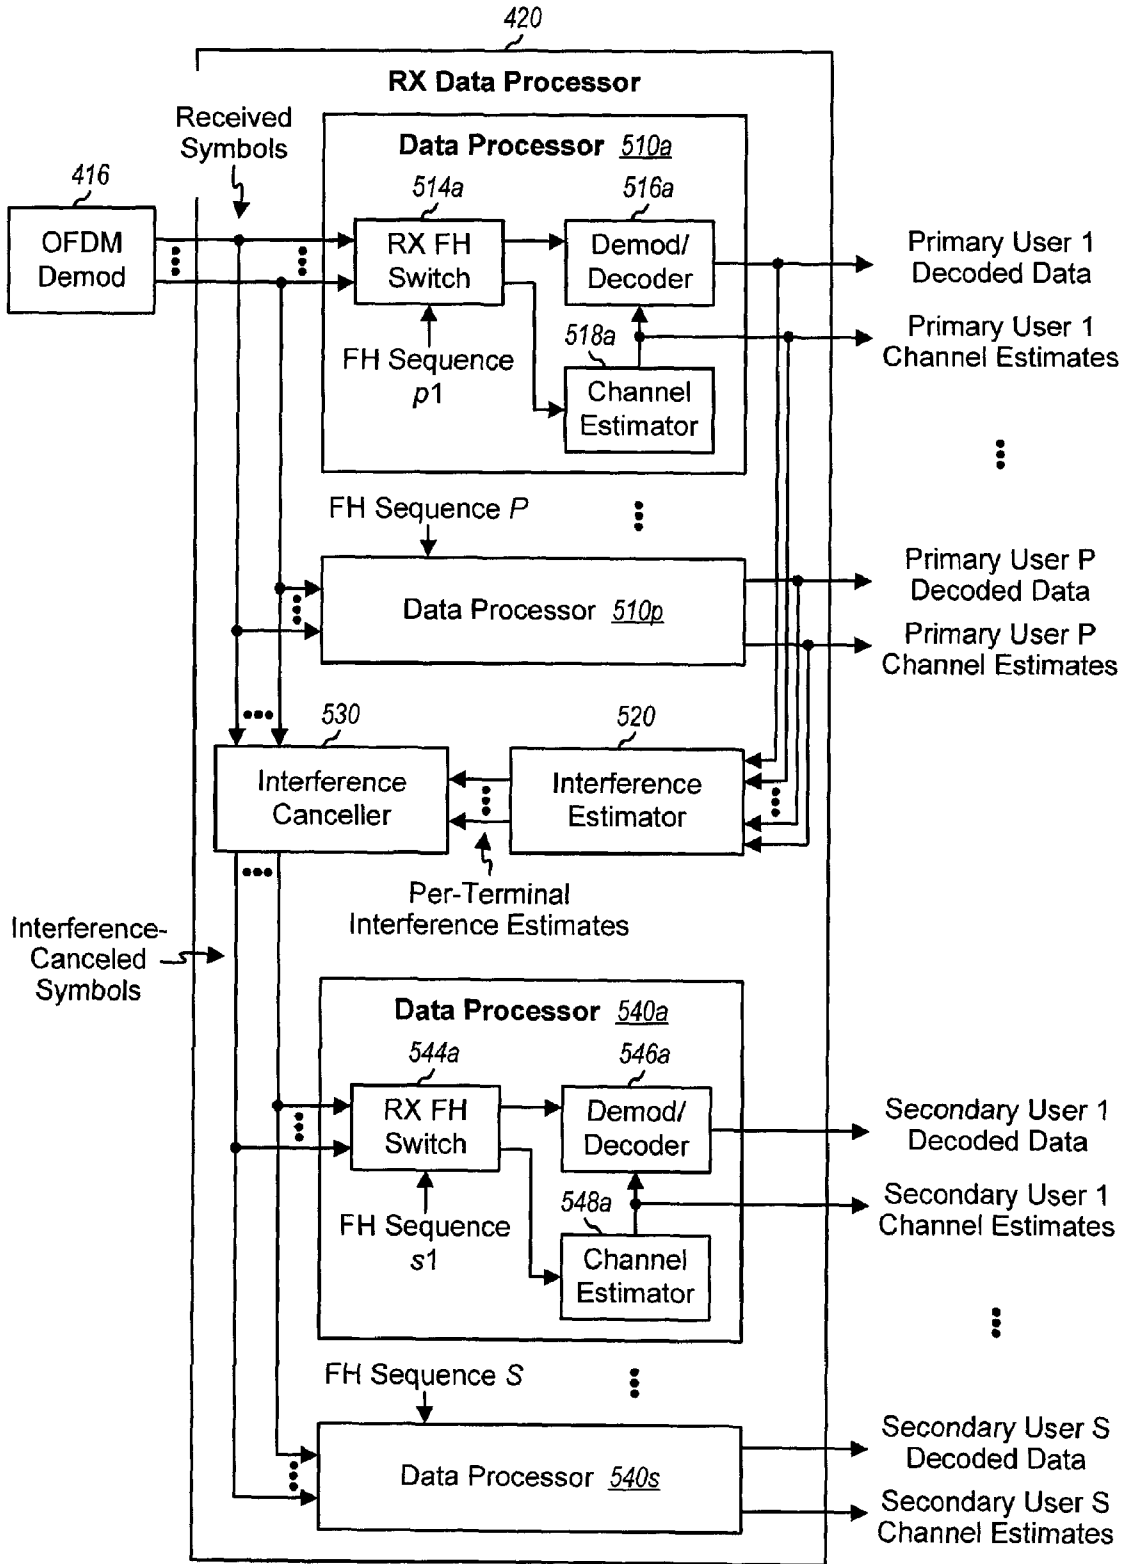 420
RX Data Processor
Received
Symbols
Data Processor 510a
416
514a
516a
OFDM
Demod
RX FH
Switch
Demod/
Decoder
Primary User 1
Decoded Data
518a
Primary User 1
Channel Estimates
FH Sequence
p1
Channel
Estimator
FH Sequence P
Data Processor 510p
Primary User P
Decoded Data
Primary User P
Channel Estimates
530
520
Interference
Canceller
Interference
Estimator
Per-Terminal
Interference Estimates
Interference-
Canceled
Symbols
Data Processor 540a
544a
546a
RX FH
Switch
Demod/
Decoder
Secondary User 1
Decoded Data
548a
Secondary User 1
Channel Estimates
FH Sequence
s1
Channel
Estimator
FH Sequence S
Data Processor 540s
Secondary User S
Decoded Data
Secondary User S
Channel Estimates